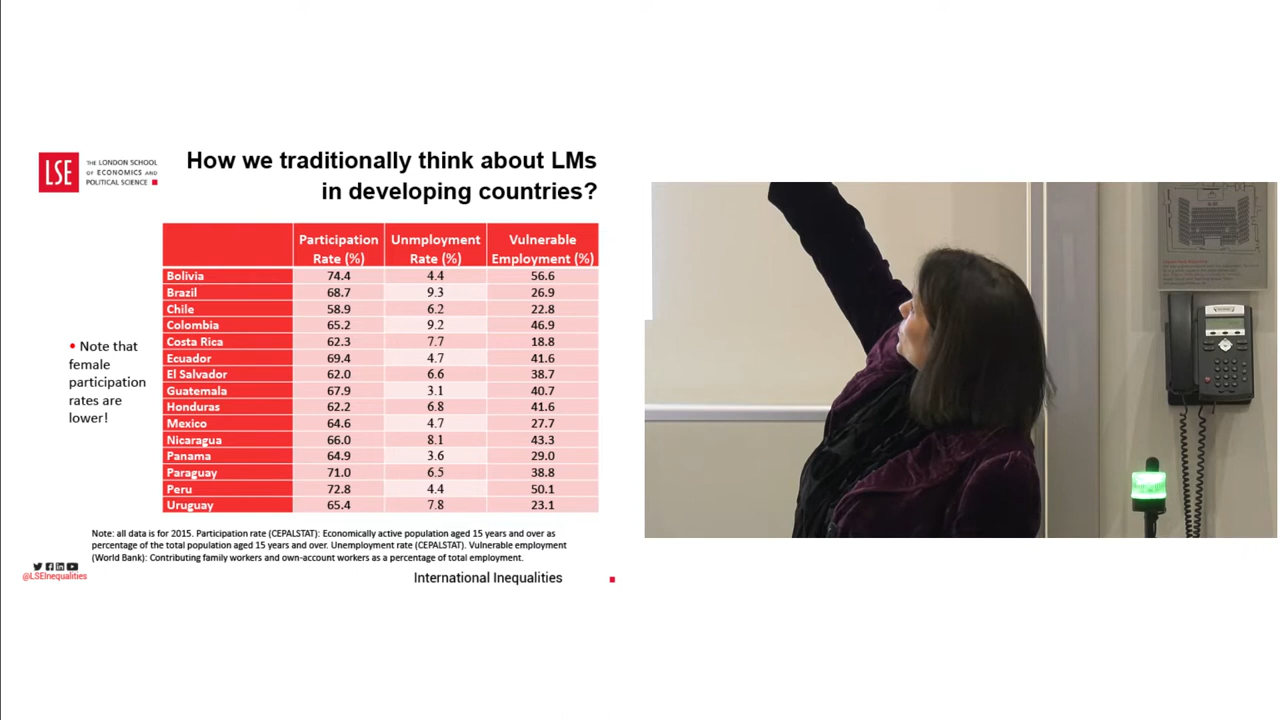 LSE
THE LONDON SCHOOL
OF ECONOMICS AND
POLITICAL SCIENCE
How we traditionally think about LMs
in developing countries?
Participation Rate (%) Unmployment Rate (%) Vulnerable Employment (%)
Bolivia 74.4 4.4 56.6
Brazil 68.7 9.3 26.9
Chile 58.9 6.2 22.8
Colombia 65.2 9.2 46.9
Costa Rica 62.3 7.7 18.8
Ecuador 69.4 4.7 41.6
El Salvador 62.0 6.6 38.7
Guatemala 67.9 3.1 40.7
Honduras 62.2 6.8 41.6
Mexico 64.6 4.7 27.7
Nicaragua 66.0 8.1 43.3
Panama 64.9 3.6 29.0
Paraguay 71.0 6.5 38.8
Peru 72.8 4.4 50.1
Uruguay 65.4 7.8 23.1
• Note that
female
participation
rates are
lower!
Note: all data is for 2015. Participation rate (CEPALSTAT): Economically active population aged 15 years and over as
percentage of the total population aged 15 years and over. Unemployment rate (CEPALSTAT). Vulnerable employment
(World Bank): Contributing family workers and own-account workers as a percentage of total employment.
@LSEInequalities
International Inequalities